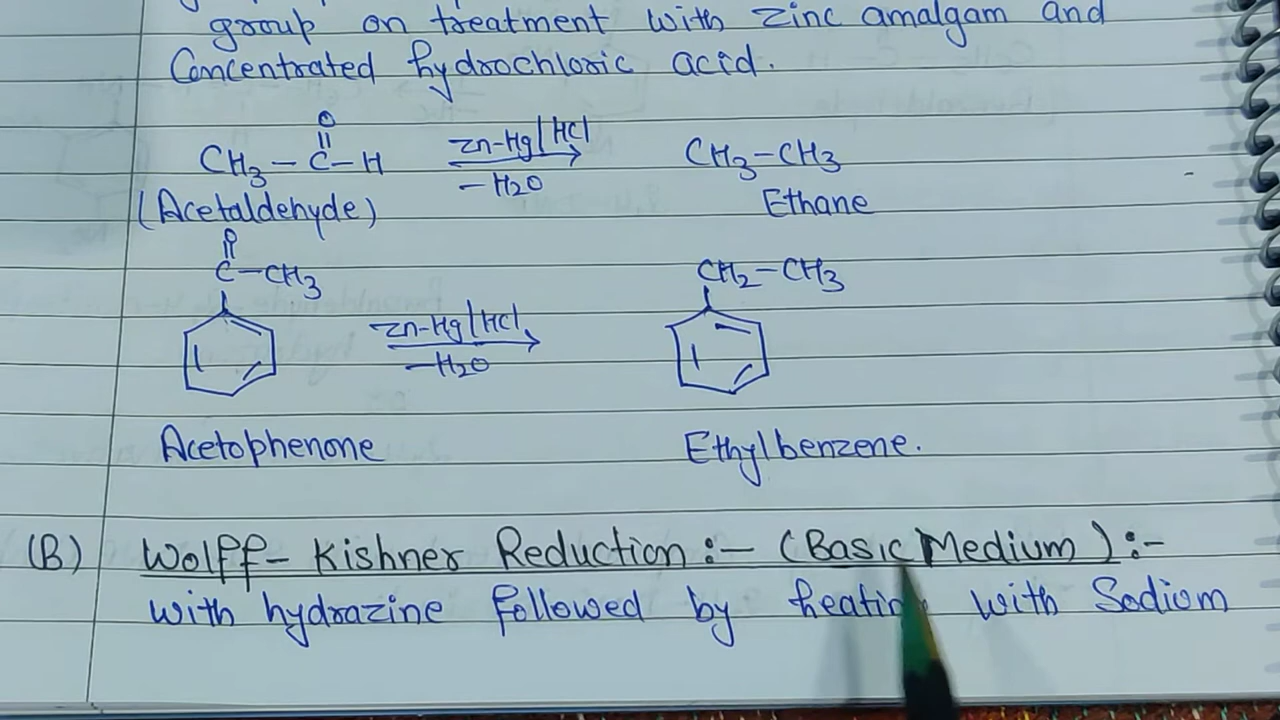 group on treatment with zinc amalgam and
Concentrated hydrochloric acid.
O
CH3 - C - H Zn-Hg/HCl CH3-CH3
- H2O
(Acetaldehyde) Ethane
O
C-CH3 CH2-CH3
Zn-Hg/HCl
-H2O
Acetophenone Ethylbenzene.
(B) Wolff- Kishner Reduction :- (Basic Medium) :-
with hydrazine followed by heating with Sodium